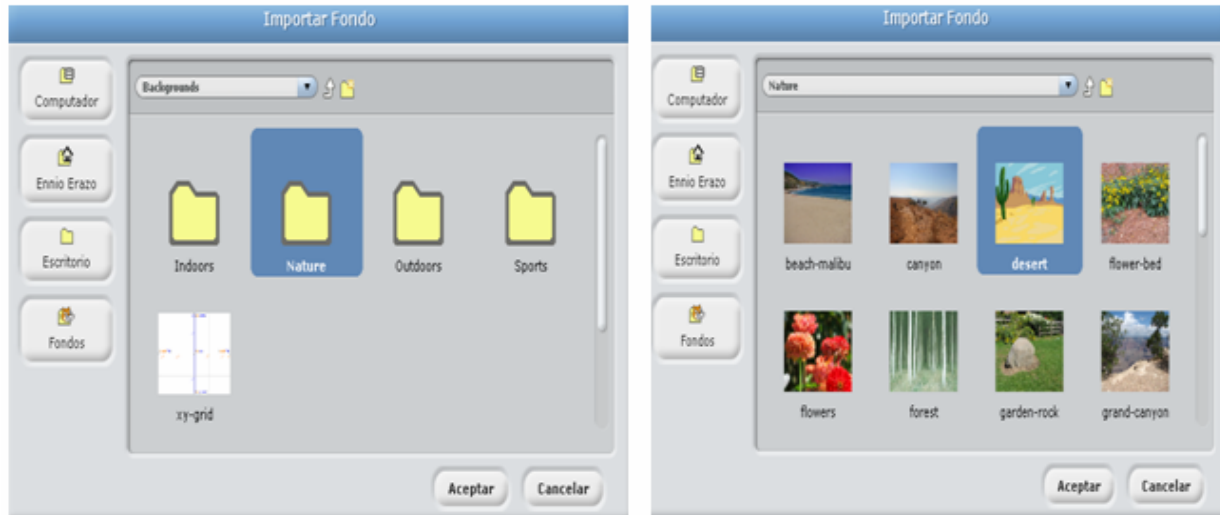 Importar Fondo
Computador
Ennio Erazo
Escritorio
Fondos
Backgrounds
Indoors
Nature
Outdoors
Sports
xy-grid
Aceptar
Cancelar
Importar Fondo
Computador
Ennio Erazo
Escritorio
Fondos
Nature
beach-malibu
canyon
desert
flower-bed
flowers
forest
garden-rock
grand-canyon
Aceptar
Cancelar